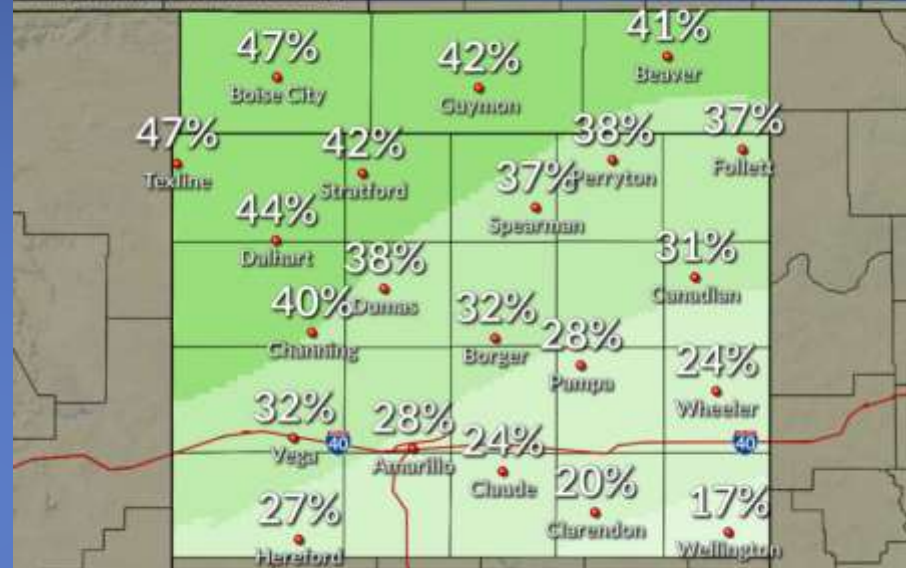 47%
Boise City
42%
Guymon
41%
Beaver
47%
Texline
42%
Stratford
38%
Perryton
37%
Follett
37%
Spearman
44%
Dalhart
38%
Dumas
31%
Canadian
40%
Channing
32%
Borger
28%
Pampa
24%
Wheeler
32%
Vega
40
28%
Amarillo
24%
Claude
40
20%
Clarendon
17%
Wellington
27%
Hereford